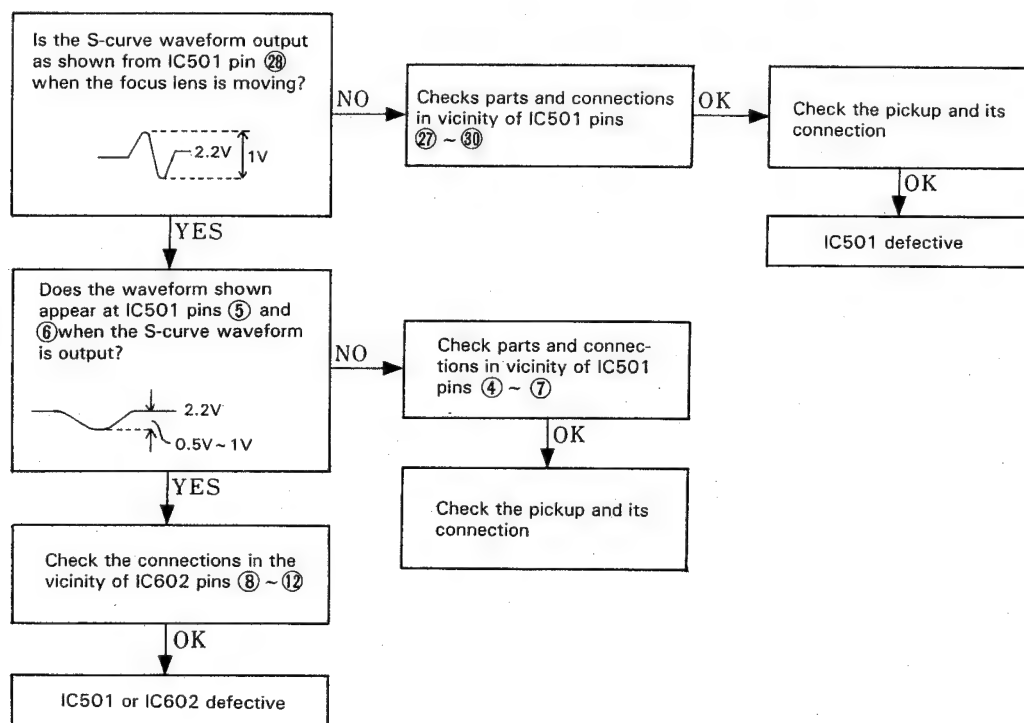 Is the S-curve waveform output
as shown from IC501 pin ㉘
when the focus lens is moving?
2.2V
1V
NO
Checks parts and connections
in vicinity of IC501 pins
㉗ ~ ㉚
OK
Check the pickup and its
connection
OK
IC501 defective
YES
Does the waveform shown
appear at IC501 pins ⑤ and
⑥when the S-curve waveform
is output?
2.2V
0.5V~1V
NO
Check parts and connec-
tions in vicinity of IC501
pins ④ ~ ⑦
OK
Check the pickup and its
connection
YES
Check the connections in the
vicinity of IC602 pins ⑧ ~ ⑫
OK
IC501 or IC602 defective